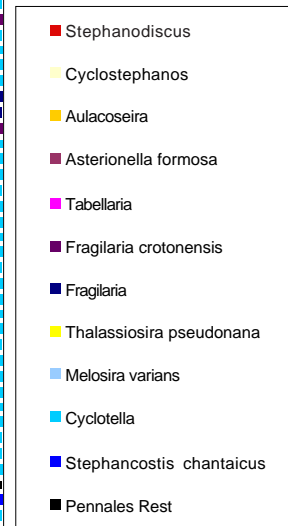 Stephanodiscus
Cyclostephanos
Aulacoseira
Asterionella formosa
Tabellaria
Fragilaria crotonensis
Fragilaria
Thalassiosira pseudonana
Melosira varians
Cyclotella
Stephancostis chantaicus
Pennales Rest